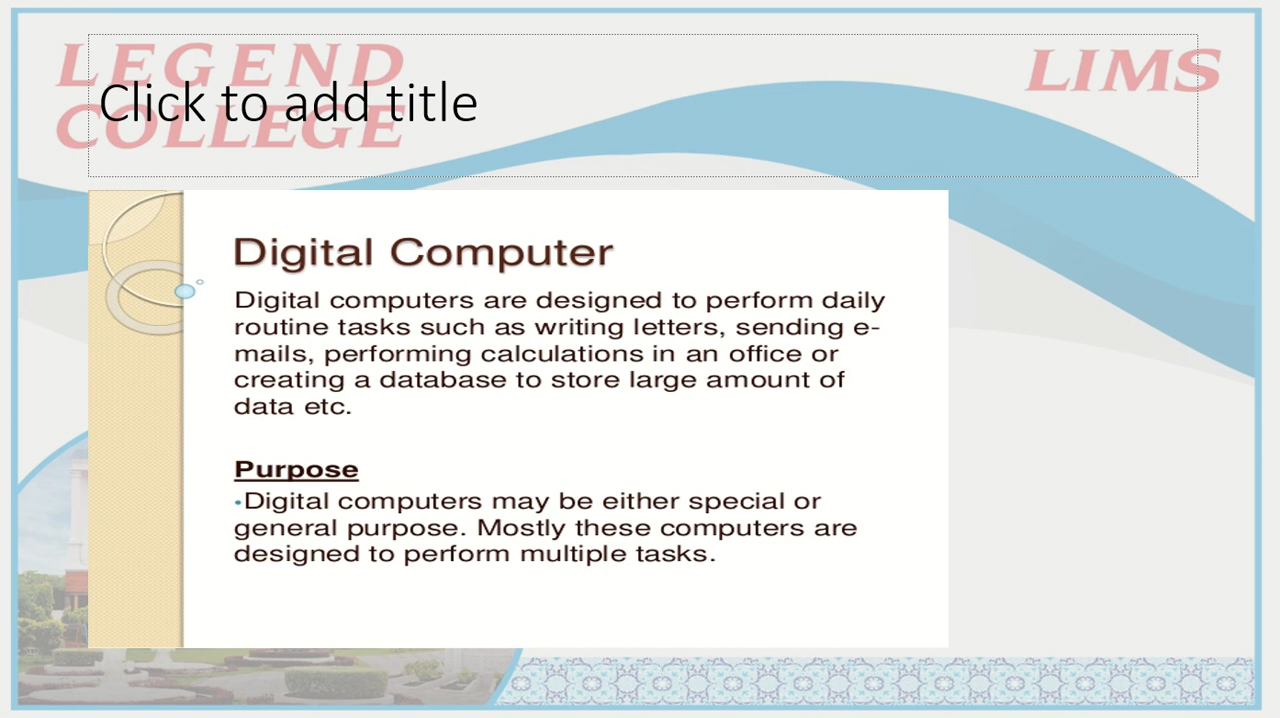 LEGEND
COLLEGE
LIMS
Click to add title
Digital Computer
Digital computers are designed to perform daily
routine tasks such as writing letters, sending e-
mails, performing calculations in an office or
creating a database to store large amount of
data etc.
Purpose
•Digital computers may be either special or
general purpose. Mostly these computers are
designed to perform multiple tasks.